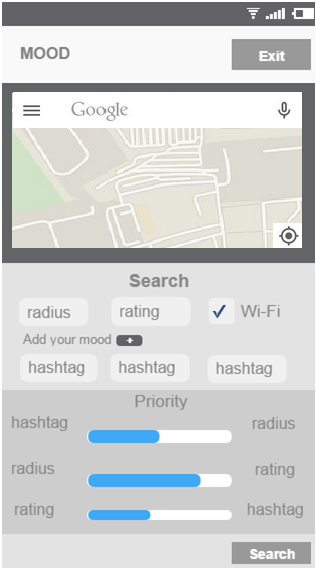 MOOD Exit
Google
Search
radius rating Wi-Fi
Add your mood +
hashtag hashtag hashtag
Priority
hashtag radius
radius rating
rating hashtag
Search